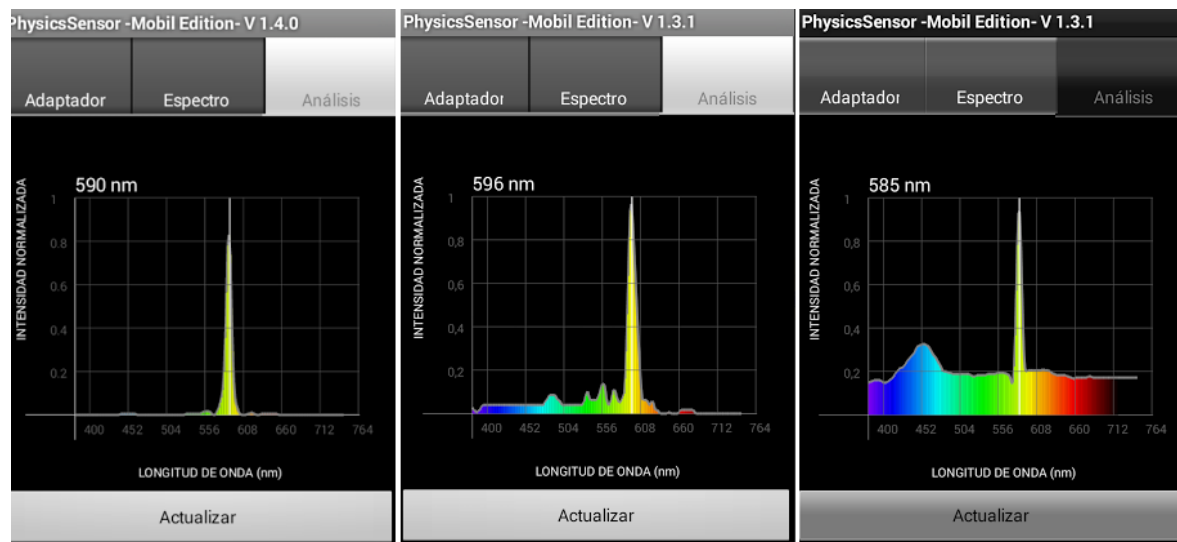 PhysicsSensor -Mobil Edition- V 1.4.0
Adaptador Espectro Análisis
590 nm
INTENSIDAD NORMALIZADA
1
0.8
0.6
0.4
0.2
400 452 504 556 608 660 712 764
LONGITUD DE ONDA (nm)
Actualizar
PhysicsSensor -Mobil Edition- V 1.3.1
Adaptador Espectro Análisis
596 nm
INTENSIDAD NORMALIZADA
1
0,8
0,6
0,4
0,2
400 452 504 556 608 660 712 764
LONGITUD DE ONDA (nm)
Actualizar
PhysicsSensor -Mobil Edition- V 1.3.1
Adaptador Espectro Análisis
585 nm
INTENSIDAD NORMALIZADA
1
0,8
0,6
0,4
0,2
400 452 504 556 608 660 712 764
LONGITUD DE ONDA (nm)
Actualizar